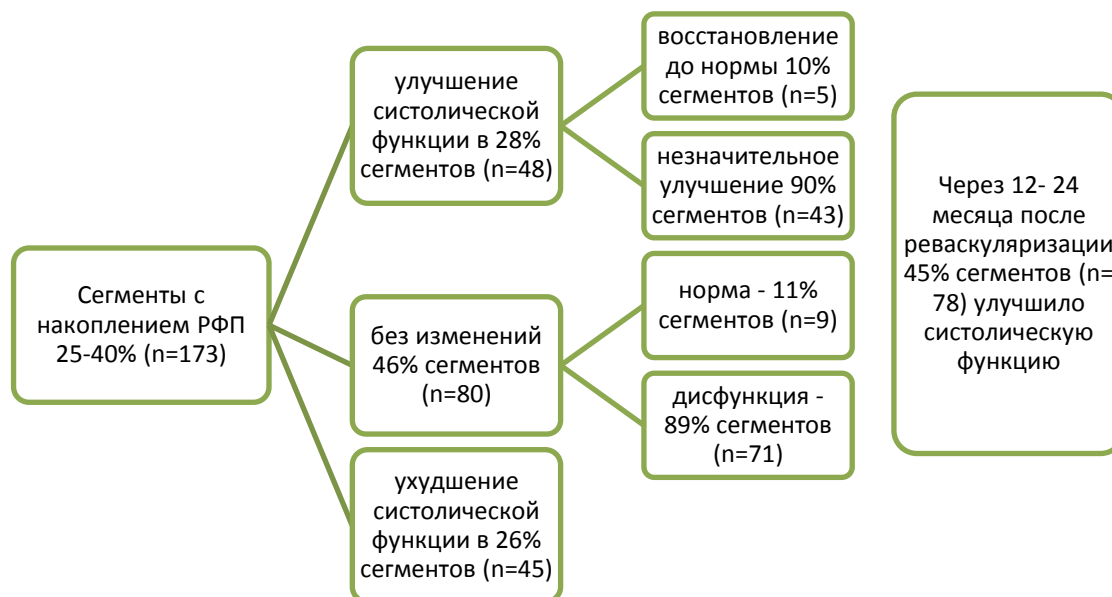 Сегменты с
накоплением РФП
25-40% (n=173)
улучшение
систолической
функции в 28%
сегментов (n=48)
восстановление
до нормы 10%
сегментов (n=5)
незначительное
улучшение 90%
сегментов (n=43)
без изменений
46% сегментов
(n=80)
норма - 11%
сегментов (n=9)
дисфункция -
89% сегментов
(n=71)
ухудшение
систолической
функции в 26%
сегментов (n=45)
Через 12- 24
месяца после
реваскуляризации
45% сегментов (n=
78) улучшило
систолическую
функцию